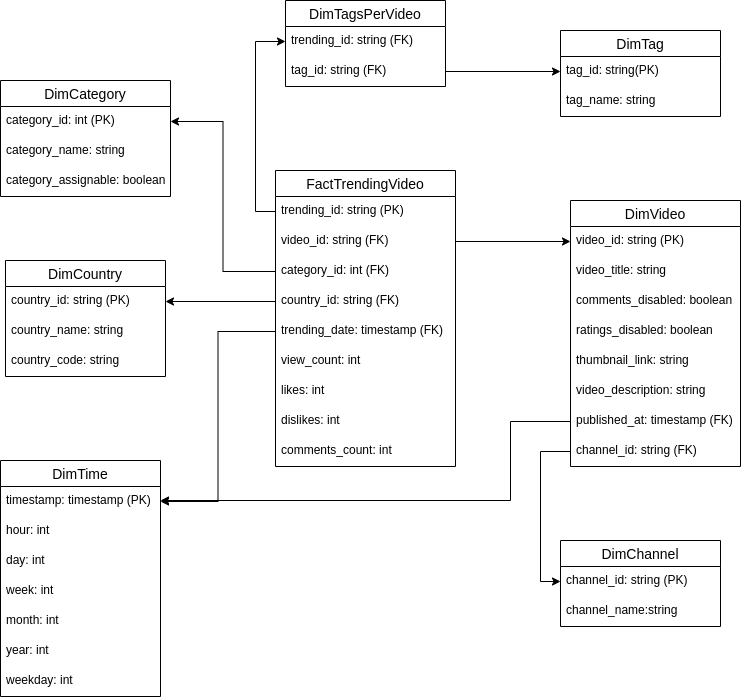 DimTagsPerVideo
trending_id: string (FK)
tag_id: string (FK)
DimTag
tag_id: string(PK)
tag_name: string
DimCategory
category_id: int (PK)
category_name: string
category_assignable: boolean
FactTrendingVideo
trending_id: string (PK)
video_id: string (FK)
category_id: int (FK)
country_id: string (FK)
trending_date: timestamp (FK)
view_count: int
likes: int
dislikes: int
comments_count: int
DimVideo
video_id: string (PK)
video_title: string
comments_disabled: boolean
ratings_disabled: boolean
thumbnail_link: string
video_description: string
published_at: timestamp (FK)
channel_id: string (FK)
DimCountry
country_id: string (PK)
country_name: string
country_code: string
DimTime
timestamp: timestamp (PK)
hour: int
day: int
week: int
month: int
year: int
weekday: int
DimChannel
channel_id: string (PK)
channel_name:string